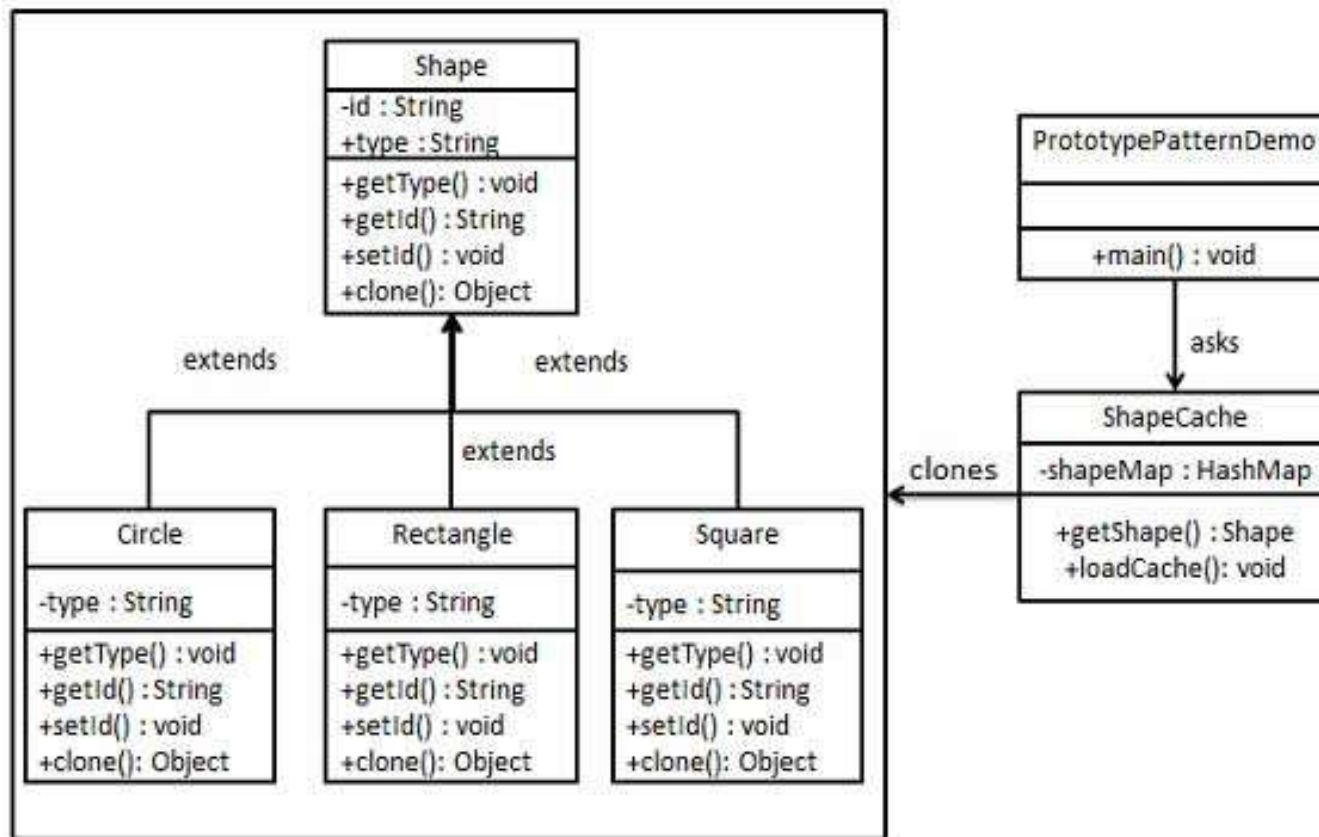 Shape
-id : String
+type : String
+getType() : void
+getId() : String
+setId() : void
+clone(): Object
extends
extends
extends
Circle
-type : String
+getType() : void
+getId() : String
+setId() : void
+clone(): Object
Rectangle
-type : String
+getType() : void
+getId() : String
+setId() : void
+clone(): Object
Square
-type : String
+getType() : void
+getId() : String
+setId() : void
+clone(): Object
PrototypePatternDemo
+main() : void
asks
ShapeCache
-shapeMap : HashMap
+getShape() : Shape
+loadCache(): void
clones